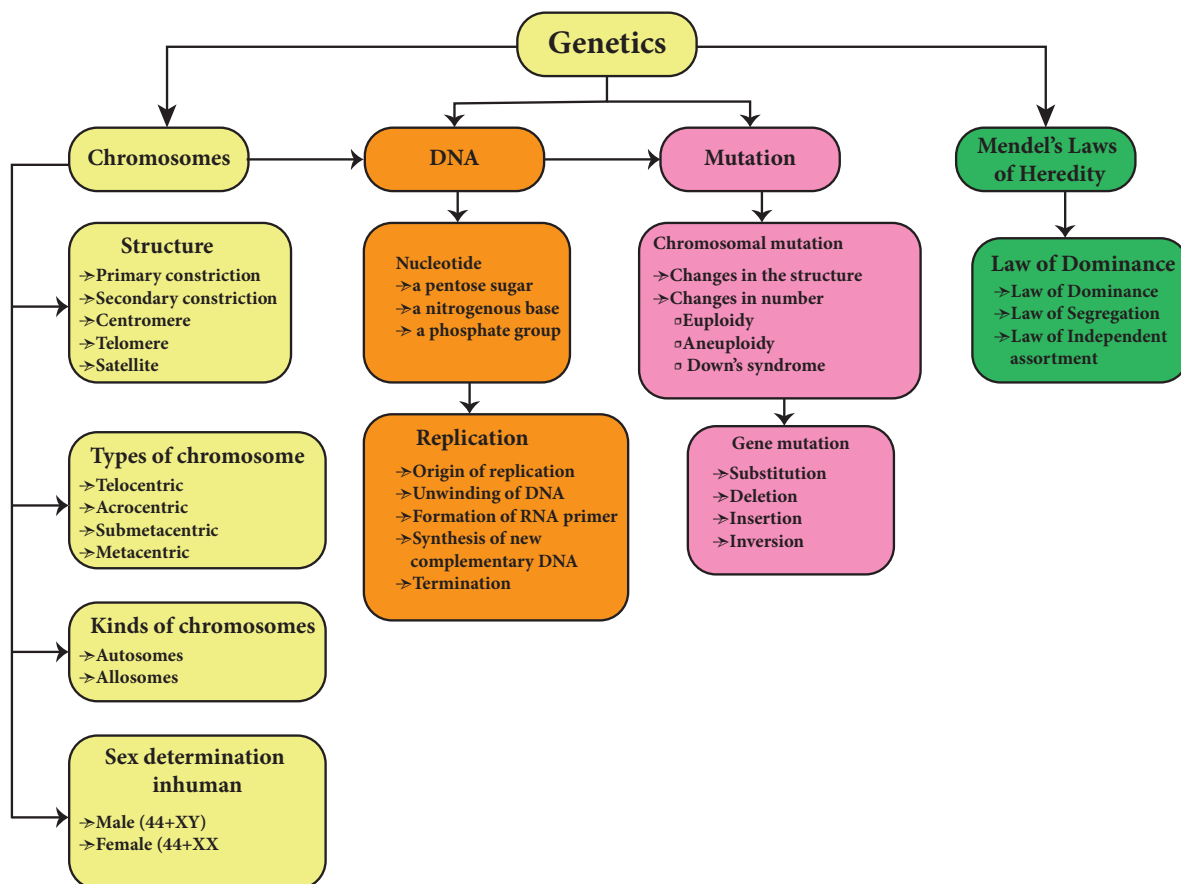 Genetics
Chromosomes
DNA
Mutation
Mendel's Laws
of Heredity
Structure
➔Primary constriction
➔Secondary constriction
➔Centromere
➔Telomere
➔Satellite
Types of chromosome
➔Telocentric
➔Acrocentric
➔Submetacentric
➔Metacentric
Kinds of chromosomes
➔Autosomes
➔Allosomes
Sex determination
inhuman
➔Male (44+XY)
➔Female (44+XX
Nucleotide
➔a pentose sugar
➔a nitrogenous base
➔ a phosphate group
Replication
➔Origin of replication
➔Unwinding of DNA
➔Formation of RNA primer
➔Synthesis of new
complementary DNA
➔Termination
Chromosomal mutation
➔Changes in the structure
➔Changes in number
▫Euploidy
▫Aneuploidy
▫ Down's syndrome
Gene mutation
➔Substitution
➔Deletion
➔Insertion
➔Inversion
Law of Dominance
➔Law of Dominance
➔Law of Segregation
➔Law of Independent
assortment